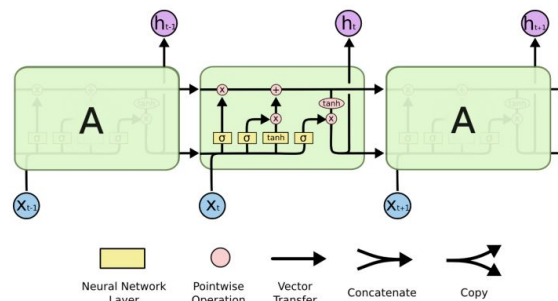 h t-1
h t
h t+1
A
x
+
tanh
x
x
σ
σ
tanh
σ
A
X t-1
X t
X t+1
Neural Network
Layer
Pointwise
Operation
Vector
Transfer
Concatenate
Copy